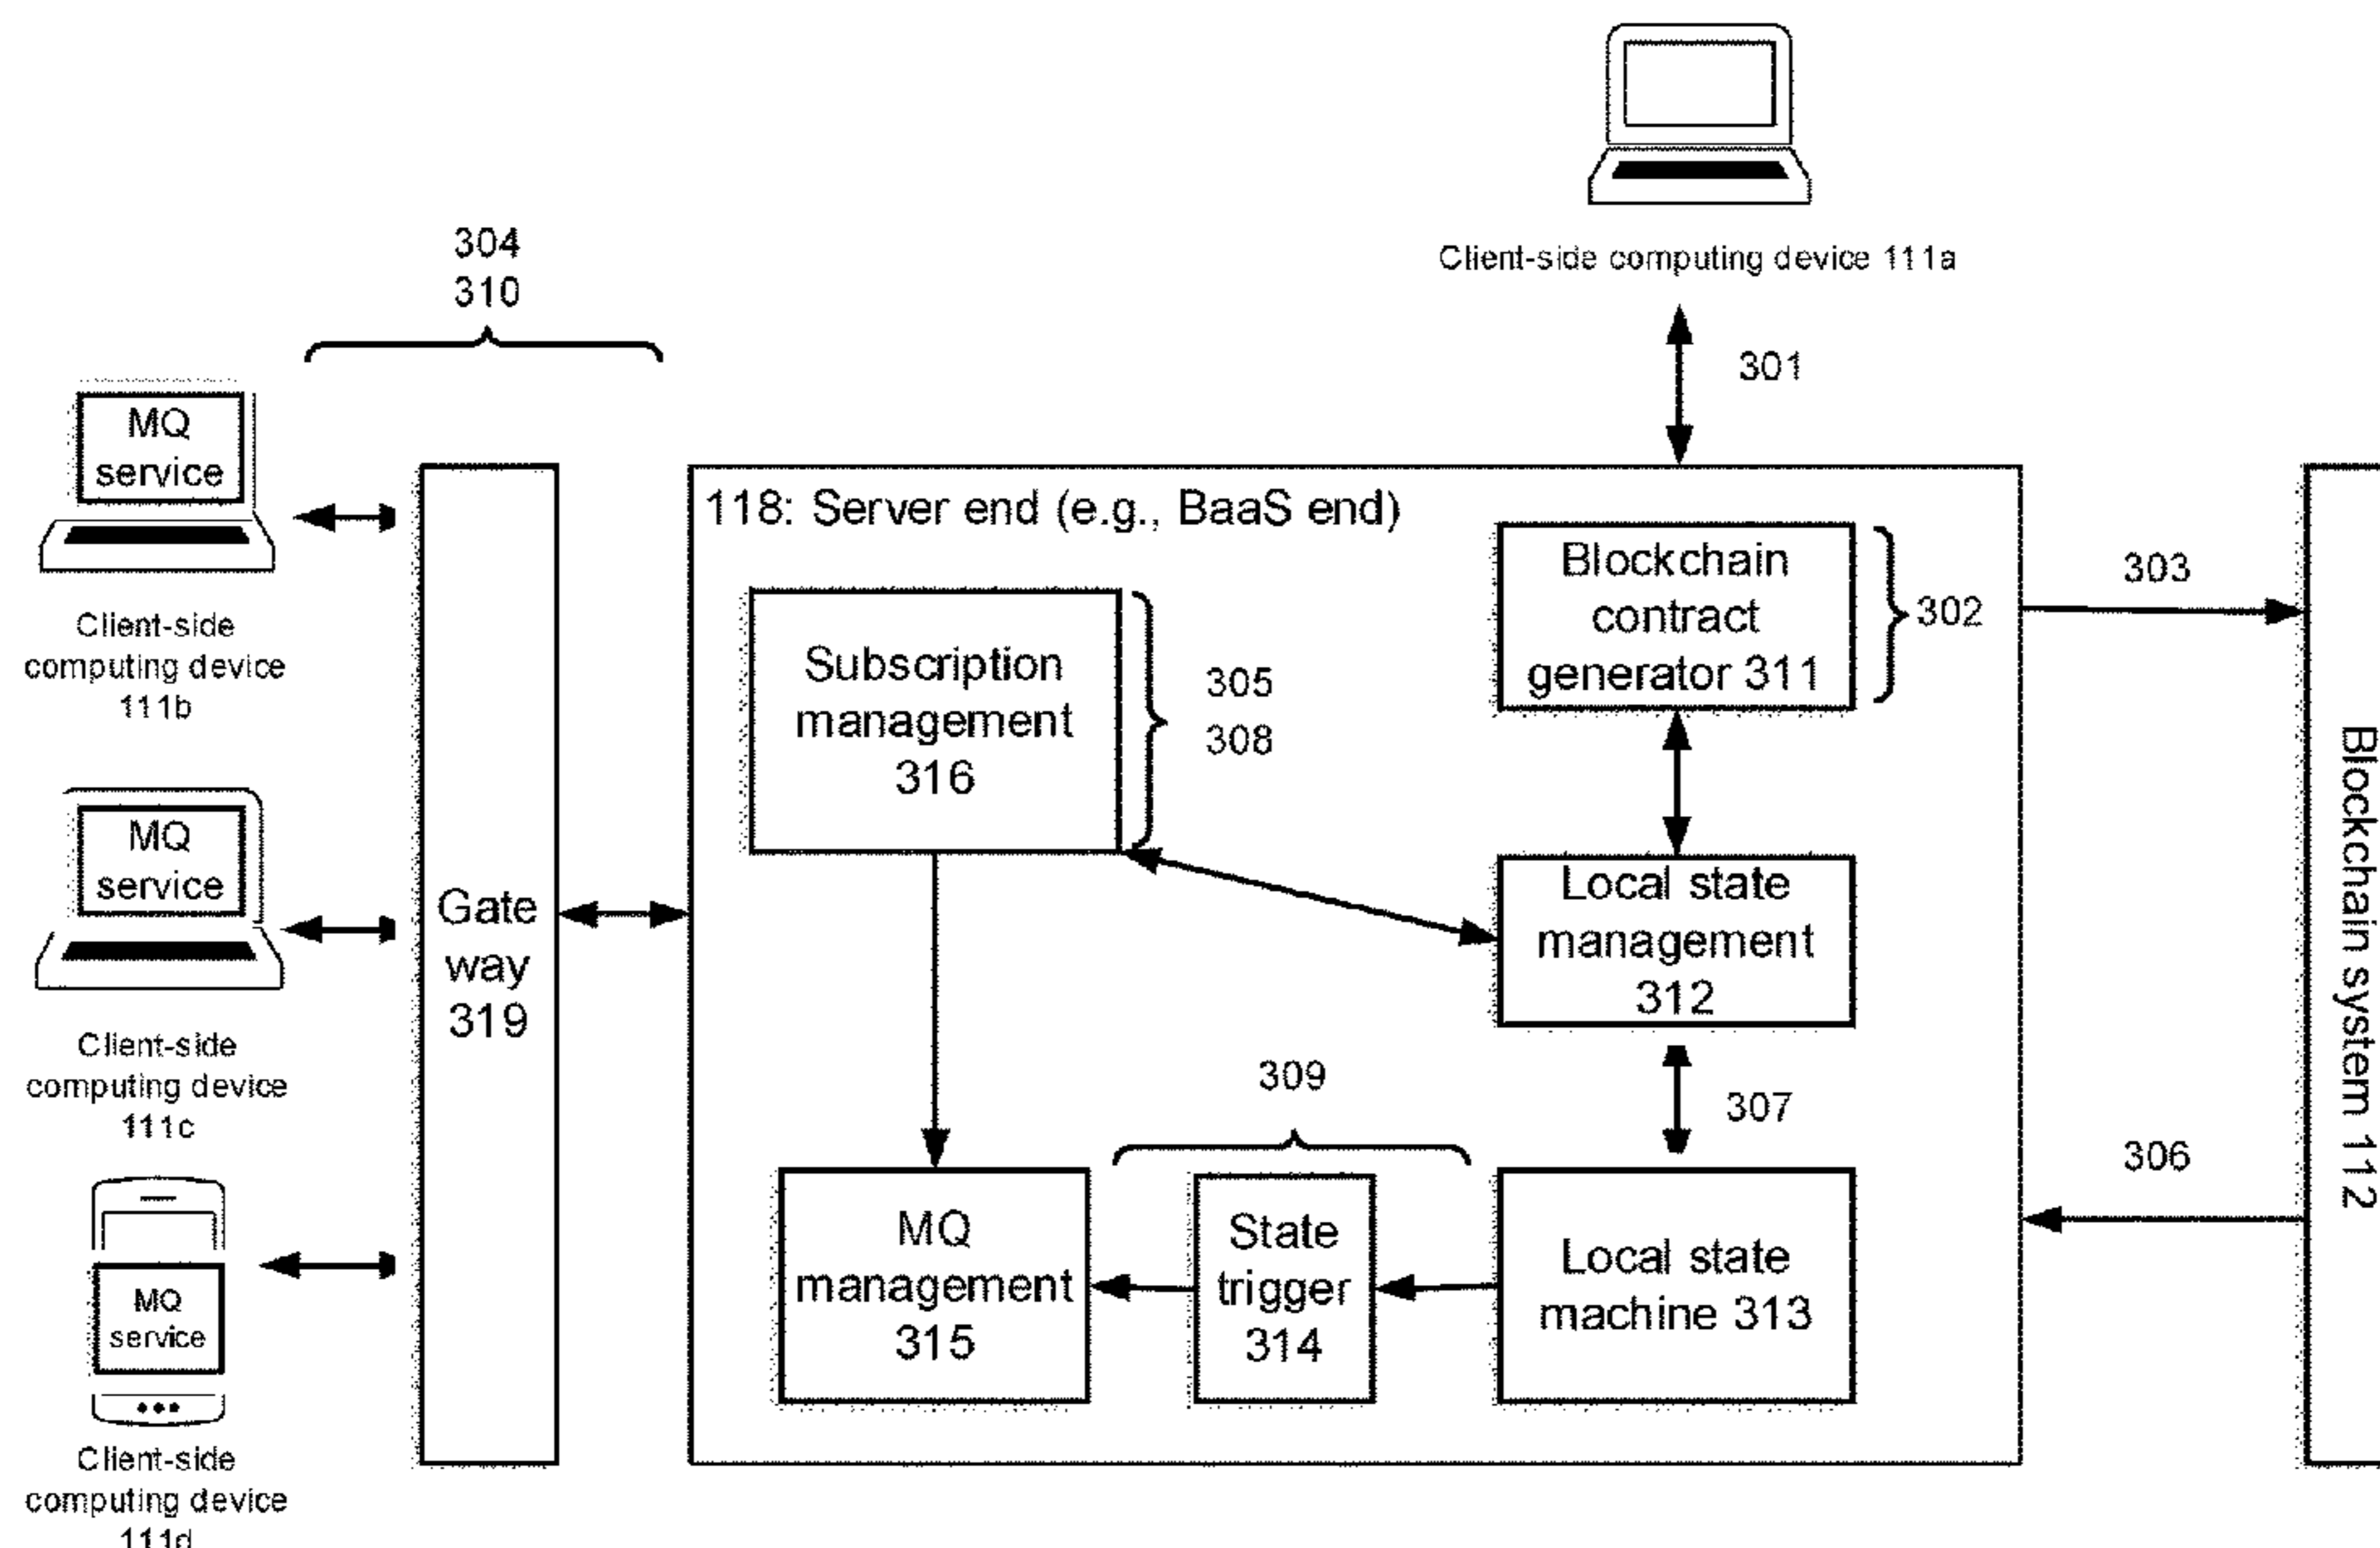 Client-side computing device 111a
304
310
301
MQ
service
Client-side
computing device
111b
MQ
service
Client-side
computing device
111c
MQ
service
Client-side
computing device
111d
Gate
way
319
118: Server end (e.g., BaaS end)
Subscription
management
316
305
308
Blockchain
contract
generator 311
302
303
Local state
management
312
309
307
MQ
management
315
State
trigger
314
Local state
machine 313
306
Blockchain system 112